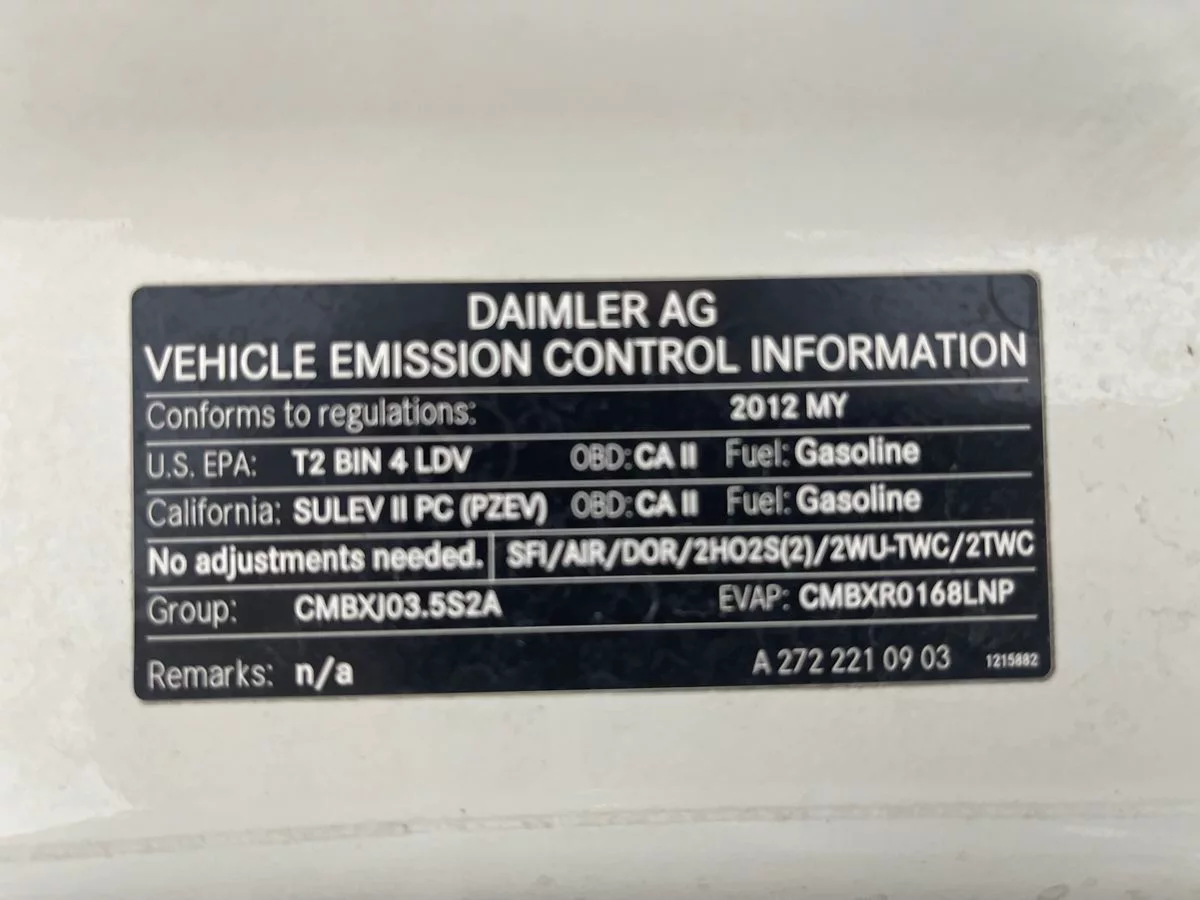 DAIMLER AG
VEHICLE EMISSION CONTROL INFORMATION
Conforms to regulations: 2012 MY
U.S. EPA: T2 BIN 4 LDV OBD: CA II Fuel: Gasoline
California: SULEV II PC (PZEV) OBD: CA II Fuel: Gasoline
No adjustments needed. SFI/AIR/DOR/2HO2S(2)/2WU-TWC/2TWC
Group: CMBXJ03.5S2A EVAP: CMBXR0168LNP
Remarks: n/a A 272 221 09 03 1215882